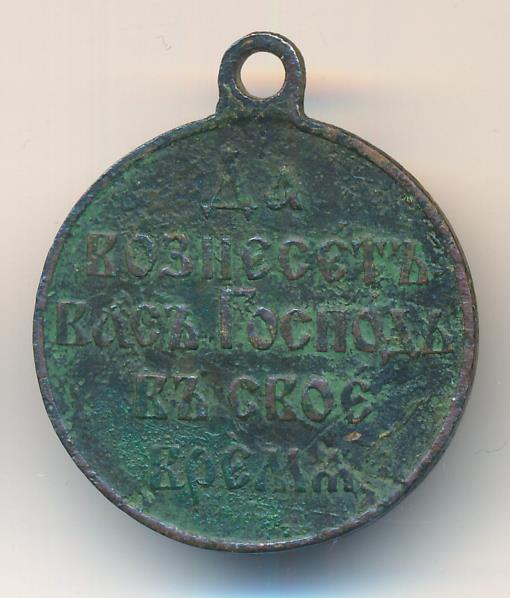 Да
вознесетъ
васъ Господь
въ свое
время